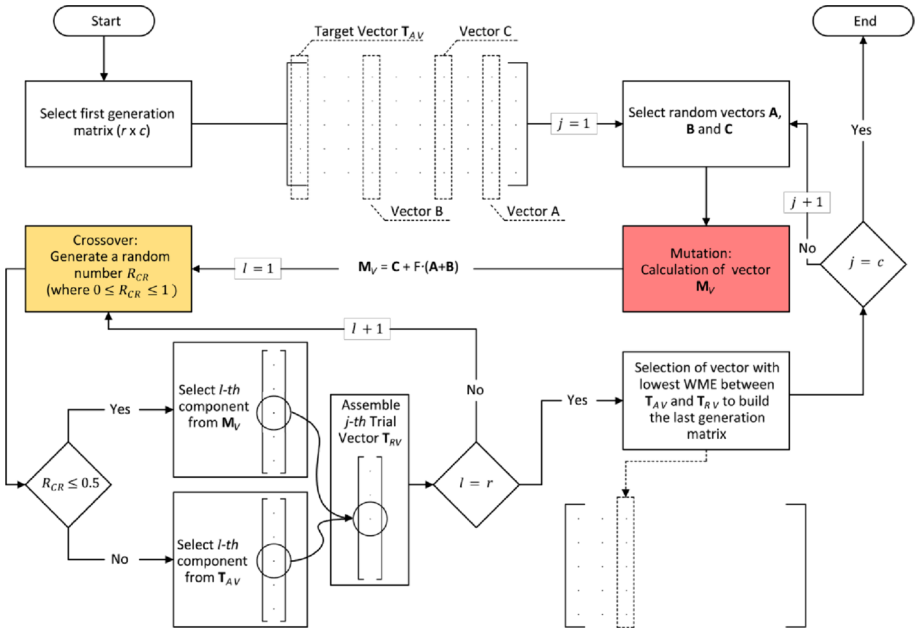 Start
End
Target Vector T_AV
Vector C
Select first generation
matrix (r x c)
j = 1
Select random vectors A,
B and C
Yes
Vector B
Vector A
j + 1
No
Crossover:
Generate a random
number R_CR
(where 0 ≤ R_CR ≤ 1 )
l = 1
M_V = C + F·(A+B)
Mutation:
Calculation of vector
M_V
j = c
l + 1
Select l-th
component
from M_V
No
Selection of vector with
lowest WME between
T_AV and T_RV to build
the last generation
matrix
Yes
Assemble
j-th Trial
Vector T_RV
Yes
R_CR ≤ 0.5
l = r
No
Select l-th
component
from T_AV